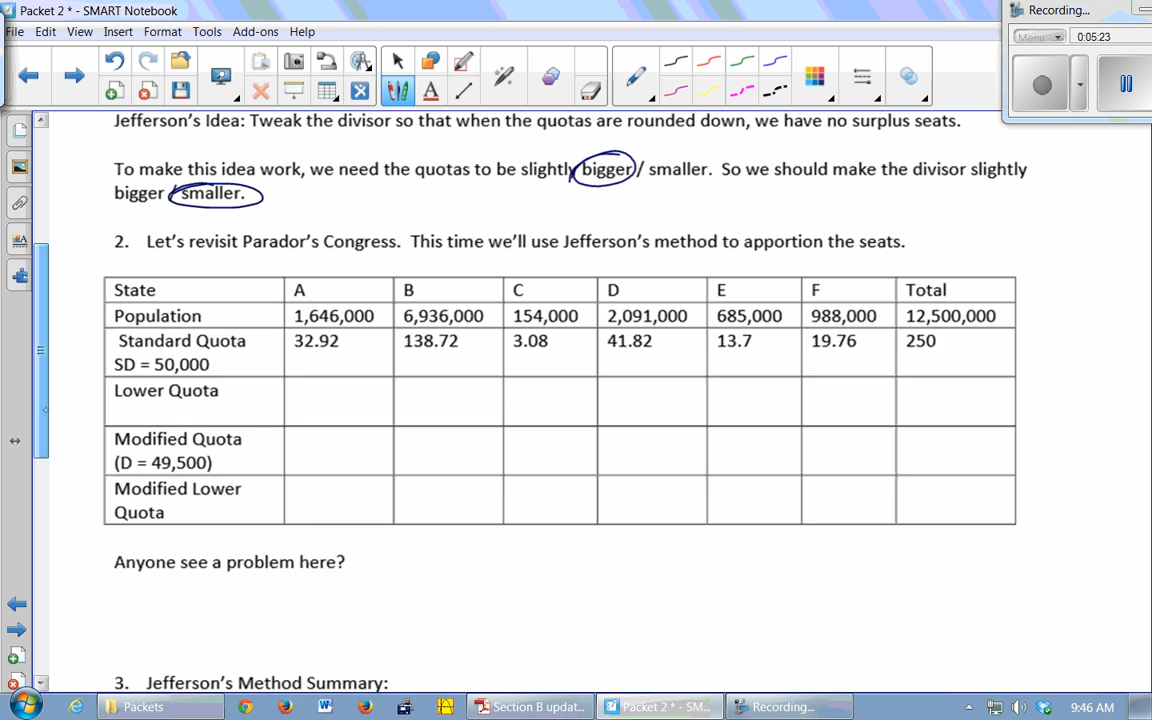 Packet 2 * - SMART Notebook
File Edit View Insert Format Tools Add-ons Help
Recording...
Menu
0:05:23
Jefferson's Idea: Tweak the divisor so that when the quotas are rounded down, we have no surplus seats.
To make this idea work, we need the quotas to be slightly bigger / smaller. So we should make the divisor slightly
bigger / smaller.
2. Let's revisit Parador's Congress. This time we'll use Jefferson's method to apportion the seats.
State A B C D E F Total
Population 1,646,000 6,936,000 154,000 2,091,000 685,000 988,000 12,500,000
Standard Quota 32.92 138.72 3.08 41.82 13.7 19.76 250
SD = 50,000
Lower Quota
Modified Quota
(D = 49,500)
Modified Lower
Quota
Anyone see a problem here?
3. Jefferson's Method Summary:
Packets
Section B updat...
Packet 2 * - SM...
Recording...
9:46 AM